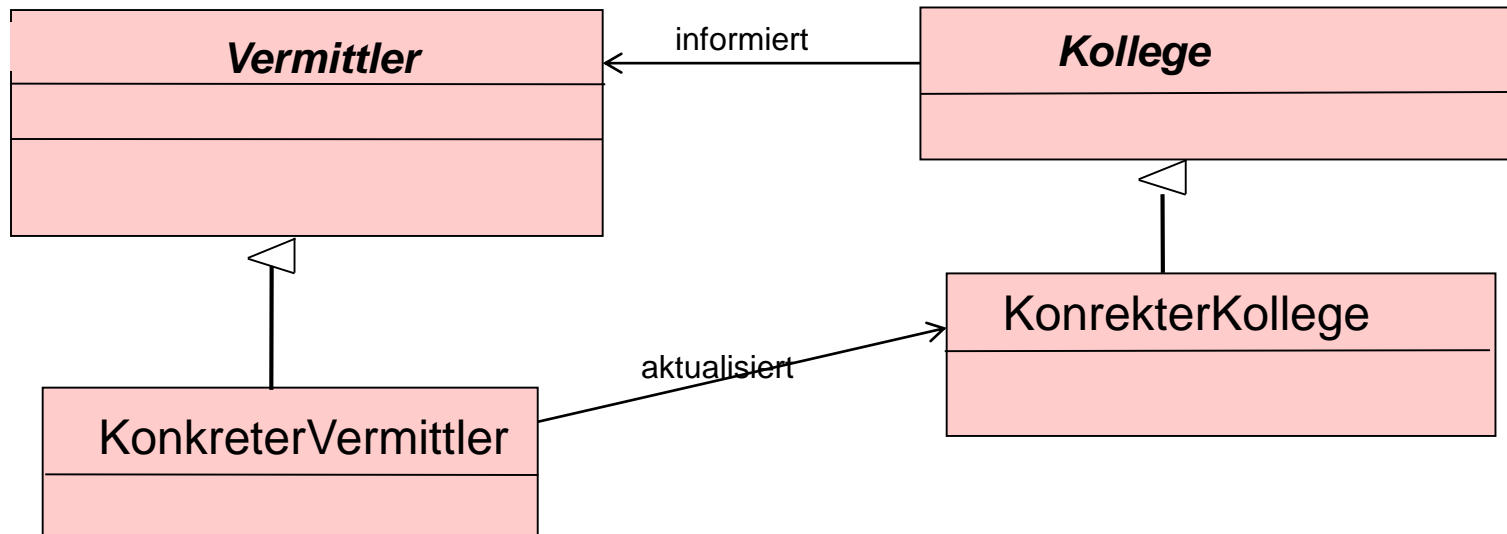 Vermittler
informiert
Kollege
KonrekterKollege
aktualisiert
KonkreterVermittler